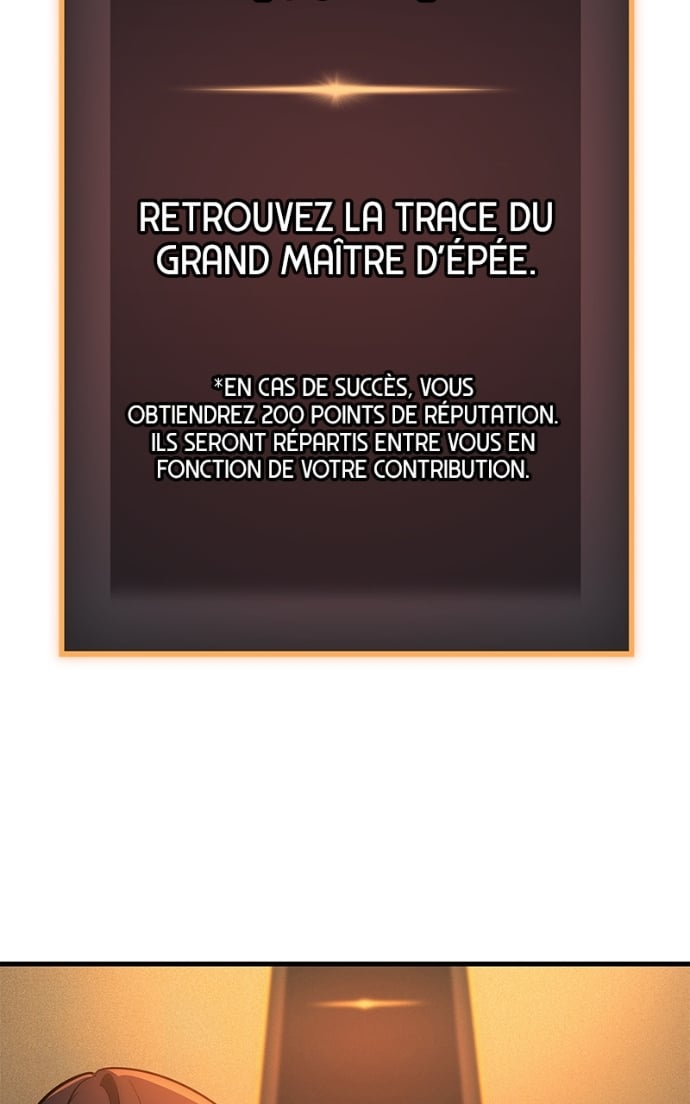 RETROUVEZ LA TRACE DU
GRAND MAÎTRE D'ÉPÉE.
*EN CAS DE SUCCÈS, VOUS
OBTIENDREZ 200 POINTS DE RÉPUTATION.
ILS SERONT RÉPARTIS ENTRE VOUS EN
FONCTION DE VOTRE CONTRIBUTION.